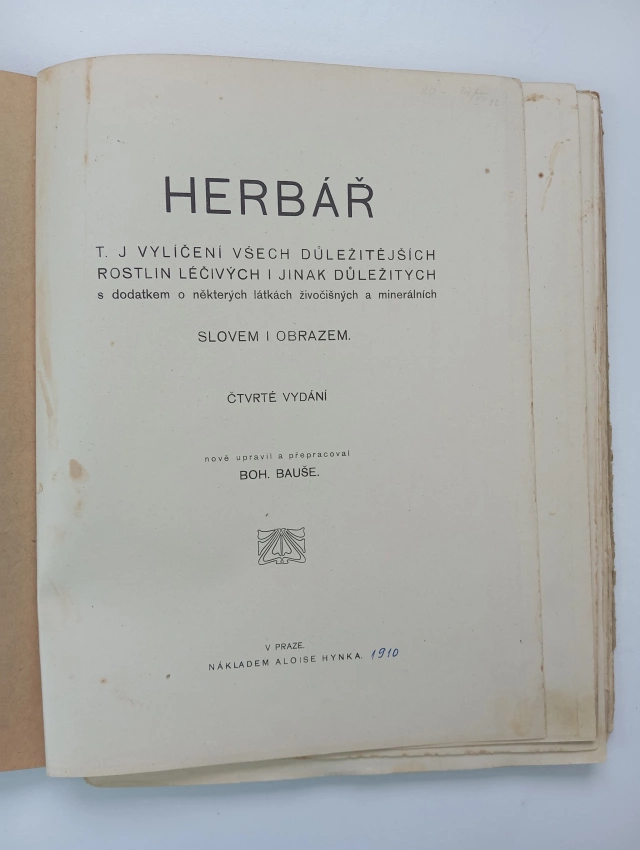 HERBÁŘ
T. J VYLÍČENÍ VŠECH DŮLEŽITĚJŠÍCH
ROSTLIN LÉČIVÝCH I JINAK DŮLEŽITYCH
s dodatkem o některých látkách živočišných a minerálních
SLOVEM I OBRAZEM.
ČTVRTÉ VYDÁNÍ
nově upravil a přepracoval
BOH. BAUŠE.
V PRAZE.
NÁKLADEM ALOISE HYNKA. 1910